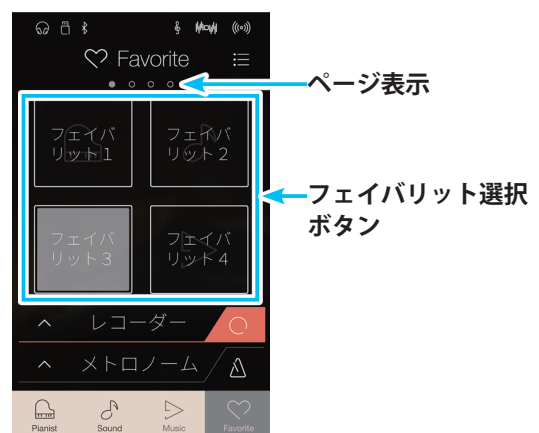 Favorite
ページ表示
フェイバ
リット1
フェイバ
リット2
フェイバリット選択
ボタン
フェイバ
リット3
フェイバ
リット4
レコーダー
メトロノーム
Pianist
Sound
Music
Favorite